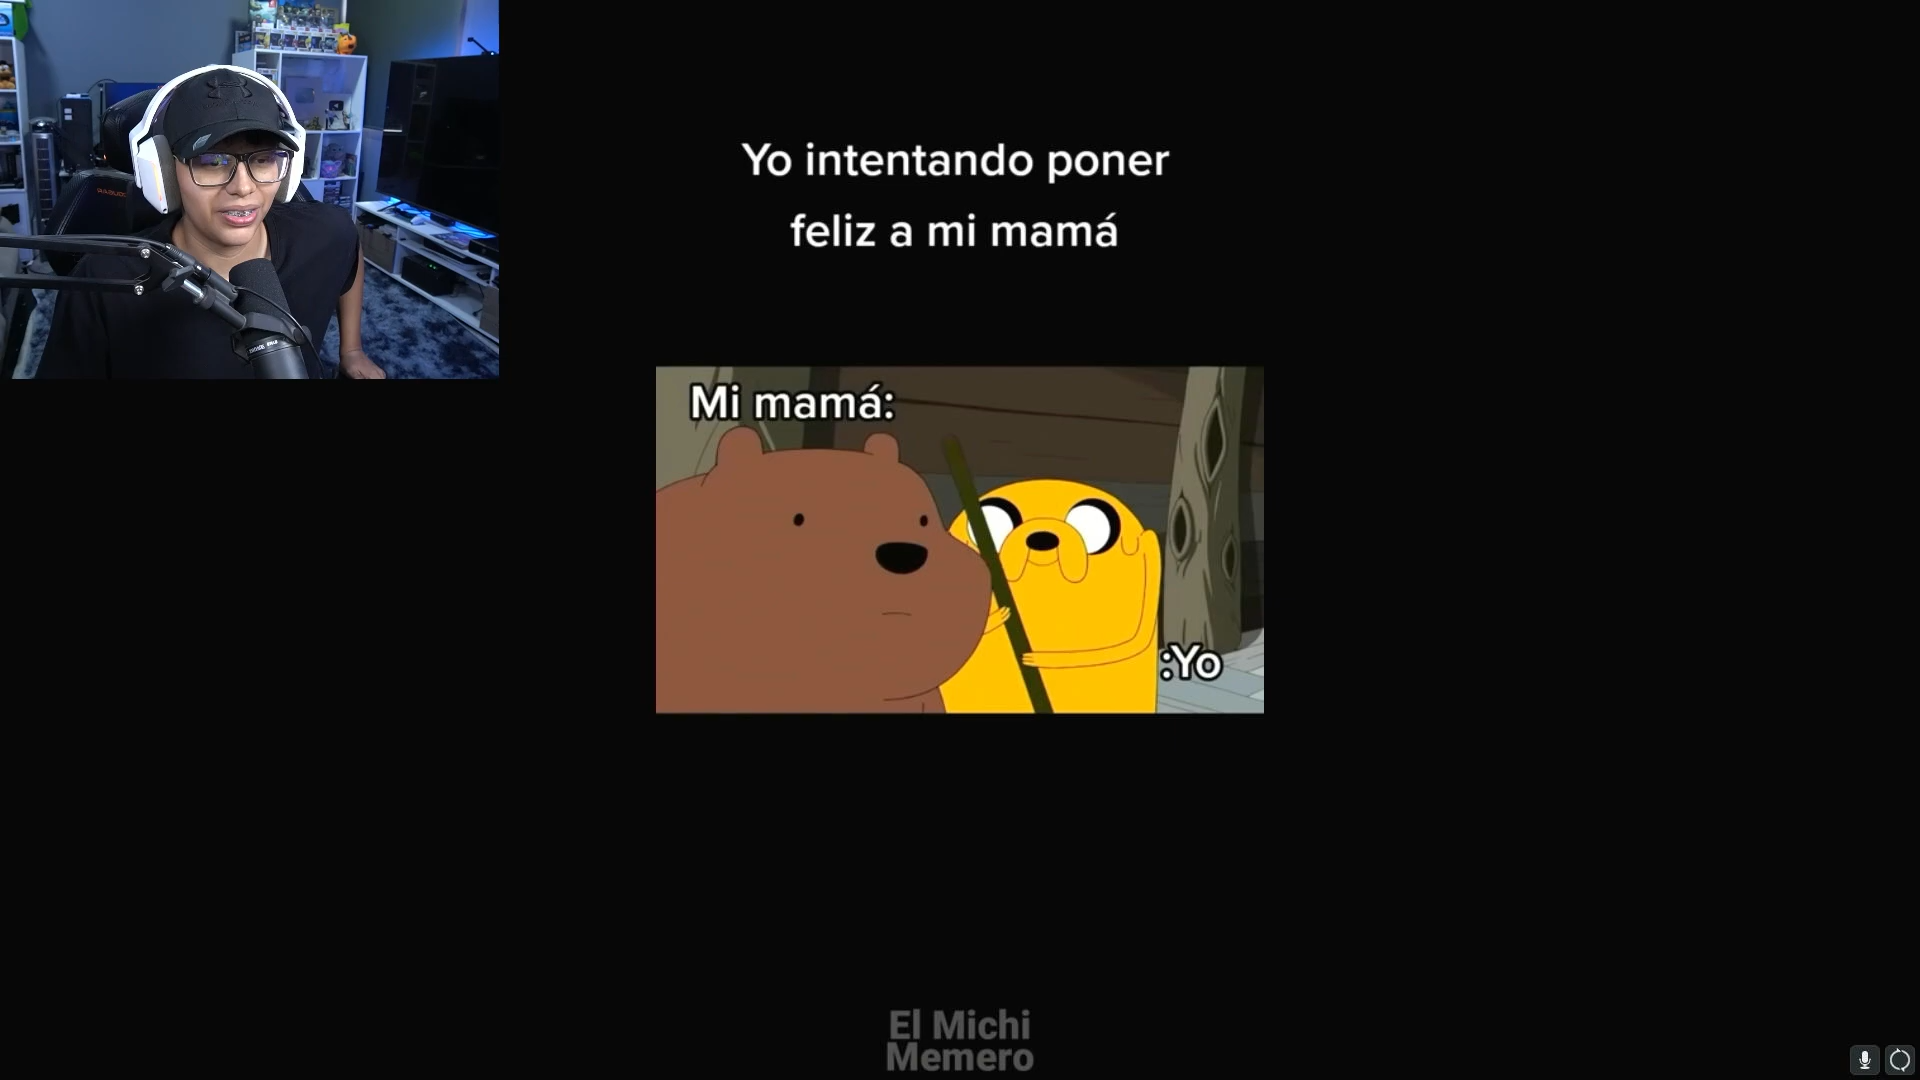 Yo intentando poner
feliz a mi mamá
Mi mamá:
:Yo
El Michi
Memero